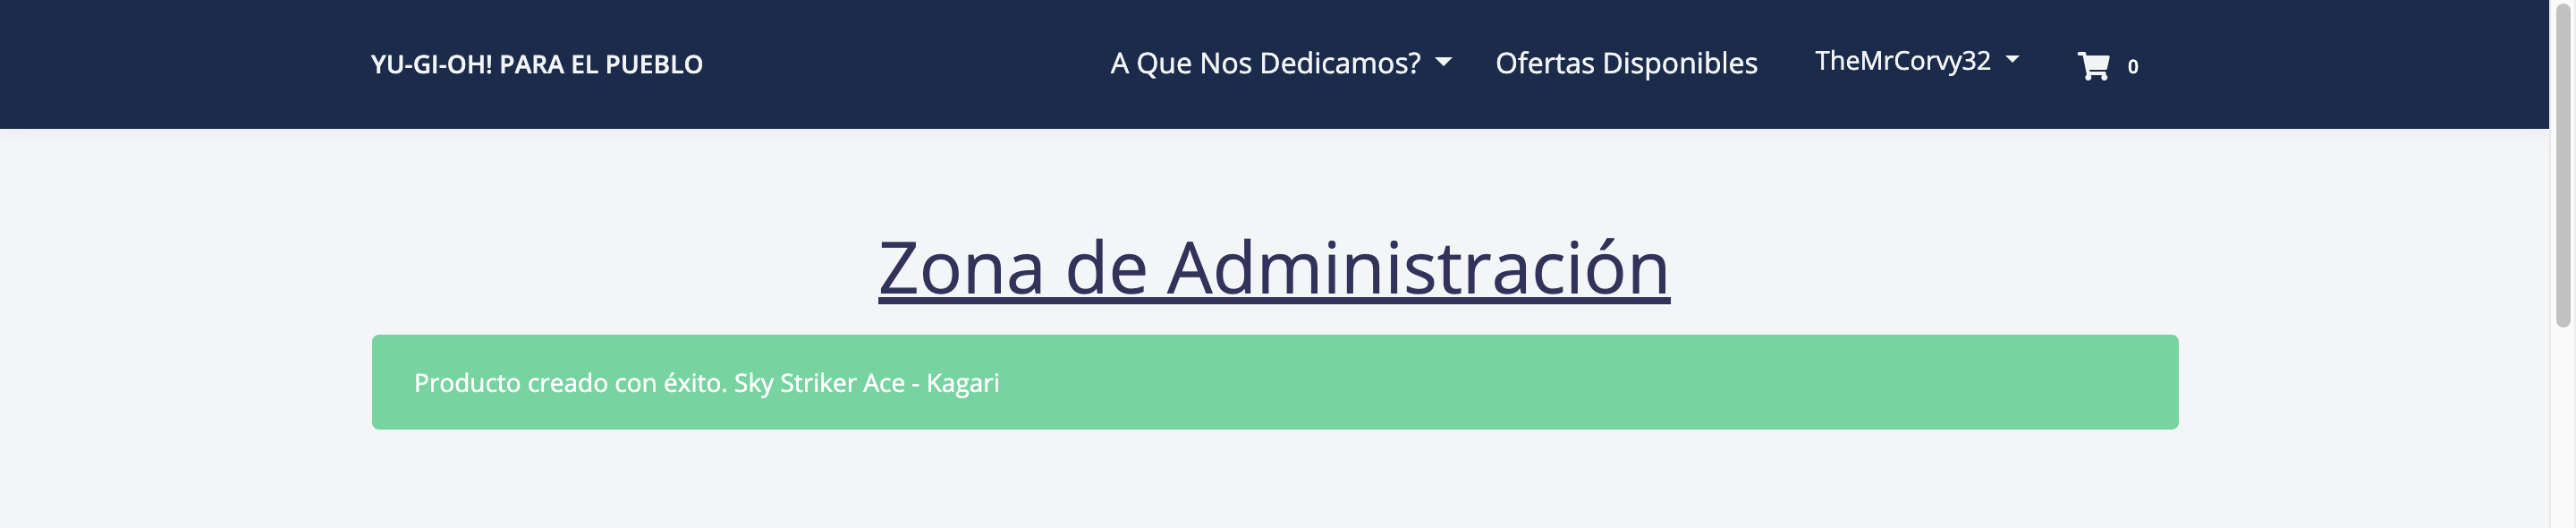 YU-GI-OH! PARA EL PUEBLO
A Que Nos Dedicamos?
Ofertas Disponibles
TheMrCorvy32
0
Zona de Administración
Producto creado con éxito. Sky Striker Ace - Kagari